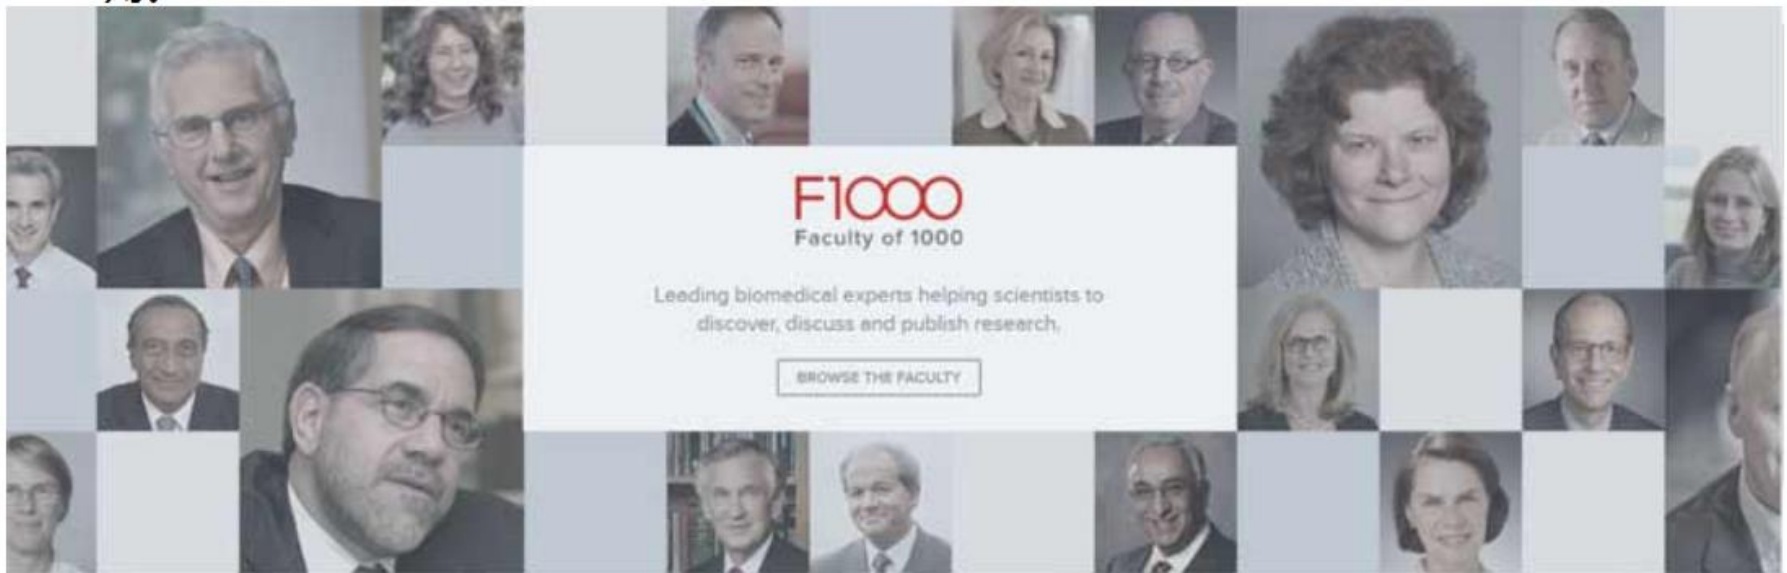 F1000
Faculty of 1000
Leading biomedical experts helping scientists to
discover, discuss and publish research.
BROWSE THE FACULTY